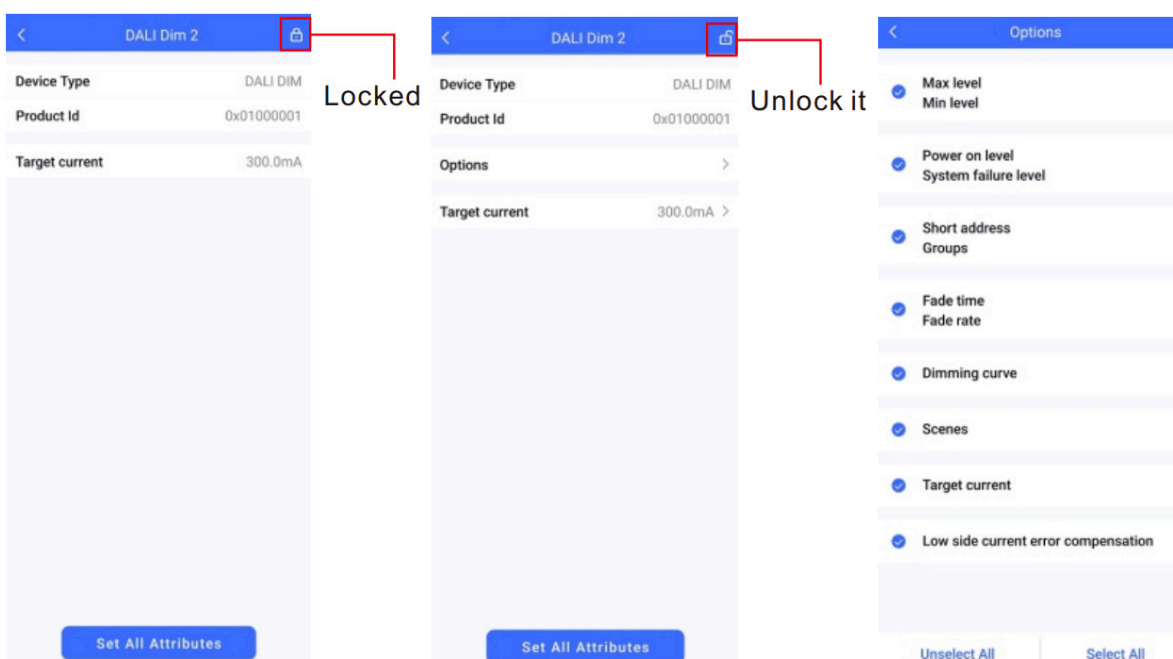 DALI Dim 2
Device Type DALI DIM
Product Id 0x01000001
Target current 300.0mA
Set All Attributes
Locked
DALI Dim 2
Device Type DALI DIM
Product Id 0x01000001
Options
Target current 300.0mA
Set All Attributes
Unlock it
Options
Max level
Min level
Power on level
System failure level
Short address
Groups
Fade time
Fade rate
Dimming curve
Scenes
Target current
Low side current error compensation
Unselect All Select All